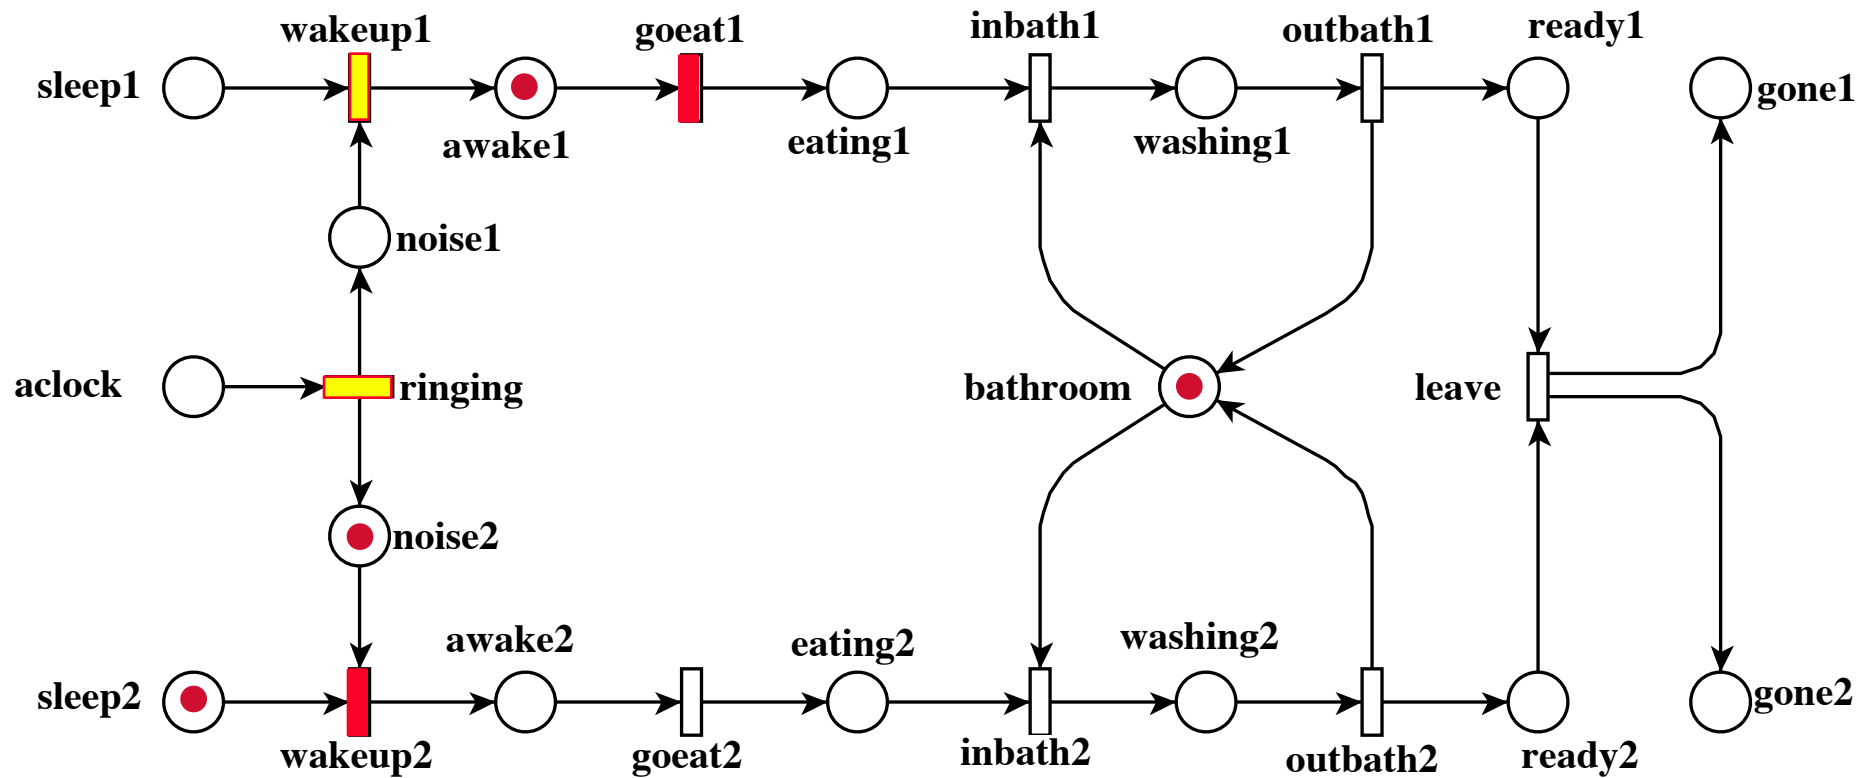 wakeup1
goeat1
inbath1
outbath1
ready1
sleep1
gone1
awake1
eating1
washing1
noise1
aclock
ringing
bathroom
leave
noise2
awake2
eating2
washing2
sleep2
gone2
wakeup2
goeat2
inbath2
outbath2
ready2